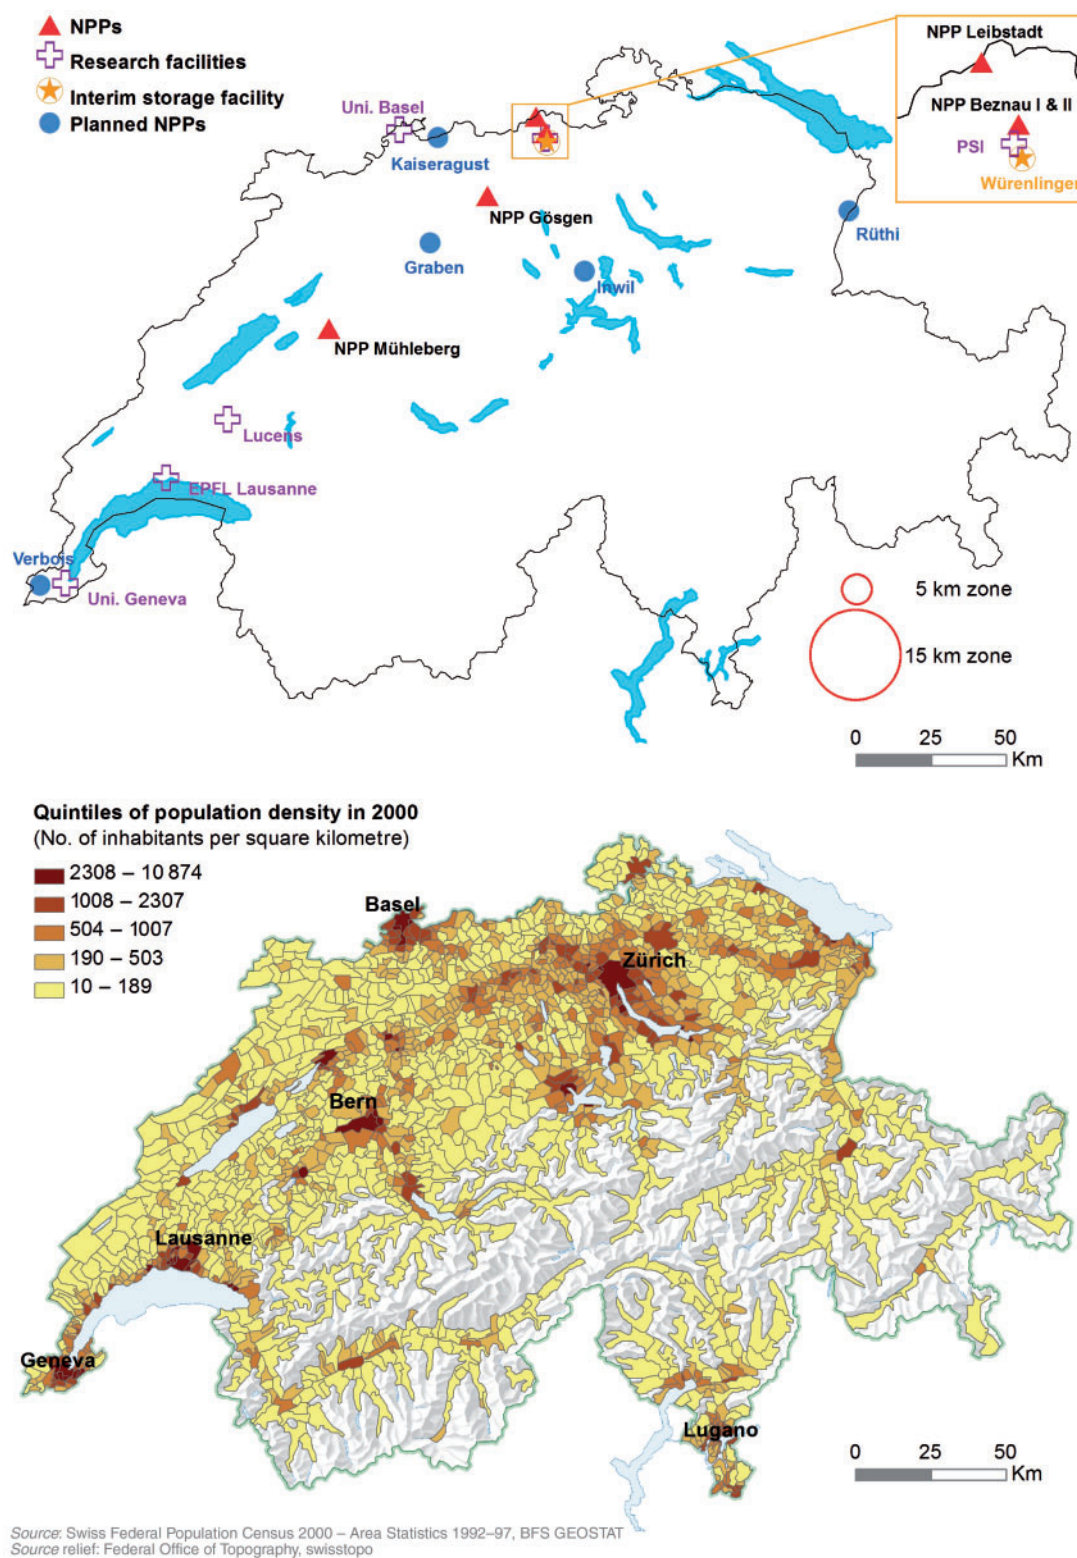 NPPs
Research facilities
Interim storage facility
Planned NPPs
NPP Leibstadt
NPP Beznau I & II
PSI
Würenlingen
Uni. Basel
Kaiseragust
NPP Gösgen
Graben
Inwil
Rüthi
NPP Mühleberg
Lucens
EPFL Lausanne
Verbois
Uni. Geneva
5 km zone
15 km zone
0 25 50
Km
Quintiles of population density in 2000
(No. of inhabitants per square kilometre)
2308 – 10 874
1008 – 2307
504 – 1007
190 – 503
10 – 189
Basel
Zürich
Bern
Lausanne
Geneva
Lugano
0 25 50
Km
Source: Swiss Federal Population Census 2000 – Area Statistics 1992–97, BFS GEOSTAT
Source relief: Federal Office of Topography, swisstopo